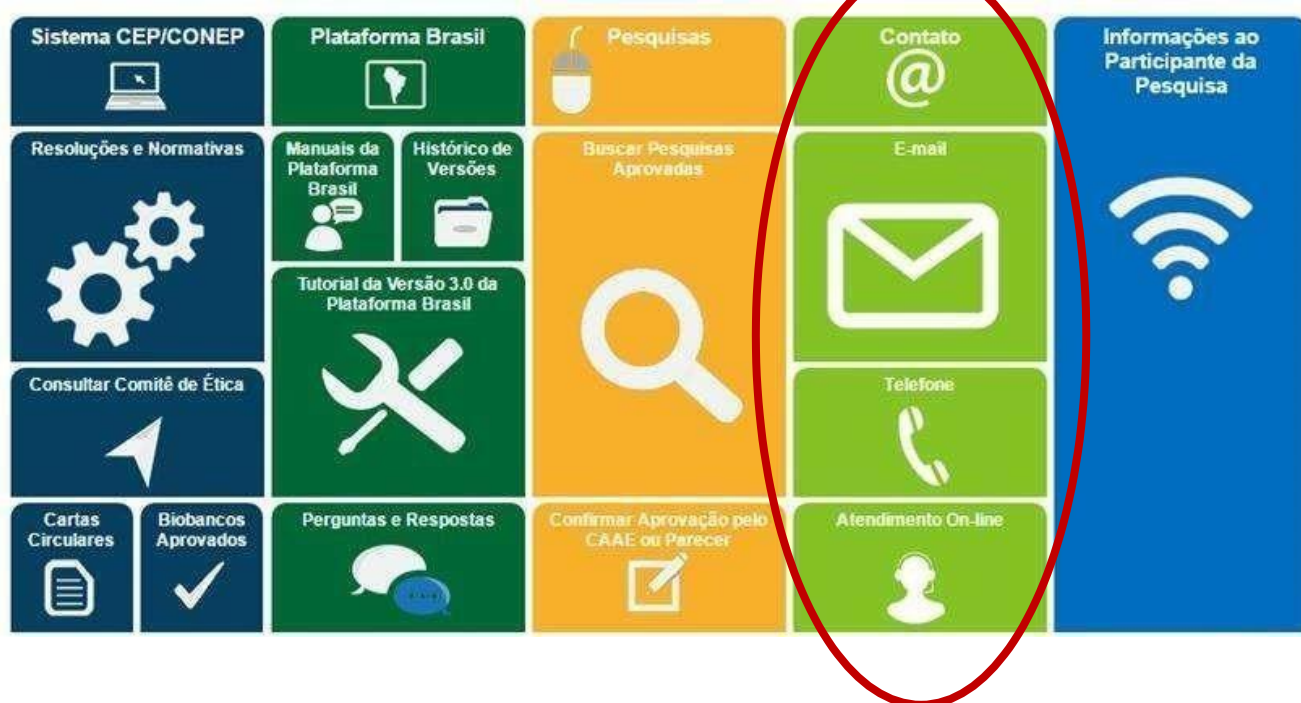 Sistema CEP/CONEP
Resoluções e Normativas
Consultar Comitê de Ética
Cartas
Circulares
Biobancos
Aprovados
Plataforma Brasil
Manuais da
Plataforma
Brasil
Histórico de
Versões
Tutorial da Versão 3.0 da
Plataforma Brasil
Perguntas e Respostas
Pesquisas
Buscar Pesquisas
Aprovadas
Confirmar Aprovação pelo
CAAE ou Parecer
Contato
@
E-mail
Telefone
Atendimento On-line
Informações ao
Participante da
Pesquisa